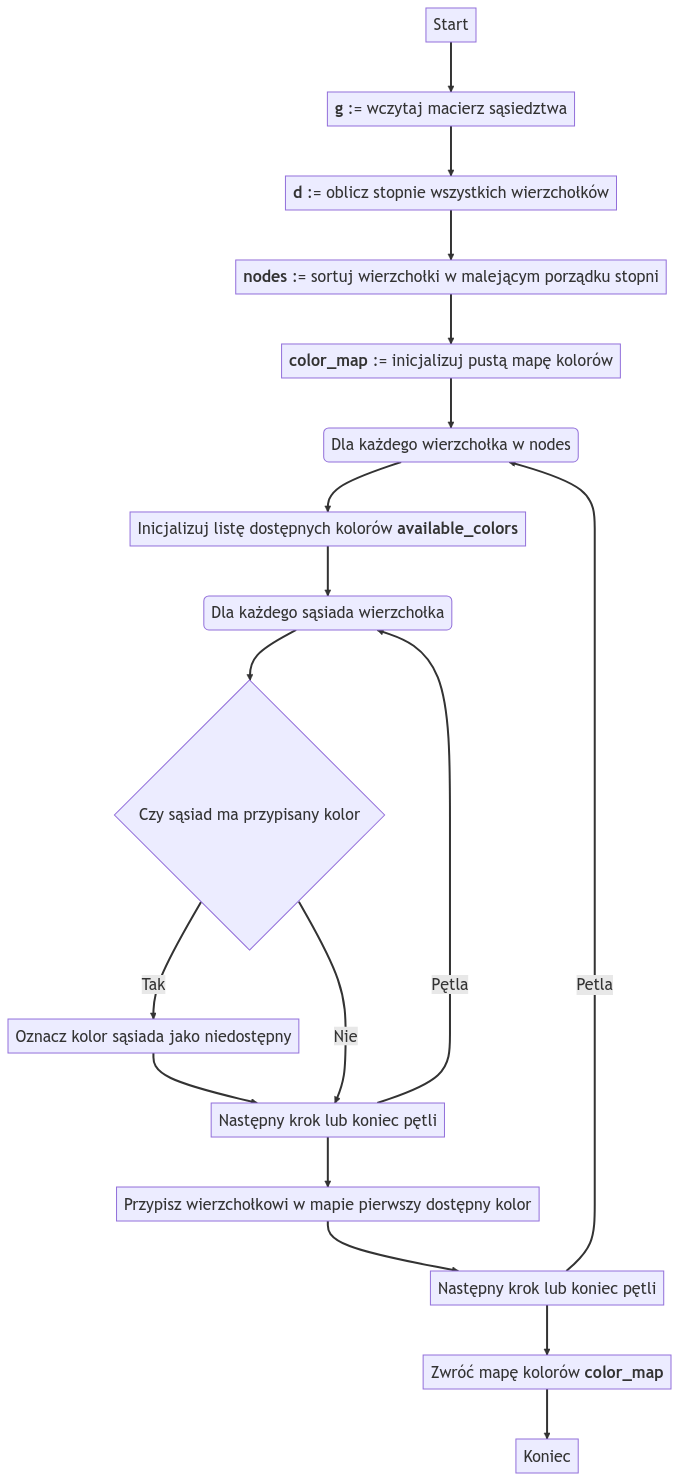 Start
g := wczytaj macierz sąsiedztwa
d := oblicz stopnie wszystkich wierzchołków
nodes := sortuj wierzchołki w malejącym porządku stopni
color_map := inicjalizuj pustą mapę kolorów
Dla każdego wierzchołka w nodes
Inicjalizuj listę dostępnych kolorów available_colors
Dla każdego sąsiada wierzchołka
Czy sąsiad ma przypisany kolor
Tak
Pętla
Petla
Oznacz kolor sąsiada jako niedostępny
Nie
Następny krok lub koniec pętli
Przypisz wierzchołkowi w mapie pierwszy dostępny kolor
Następny krok lub koniec pętli
Zwróć mapę kolorów color_map
Koniec